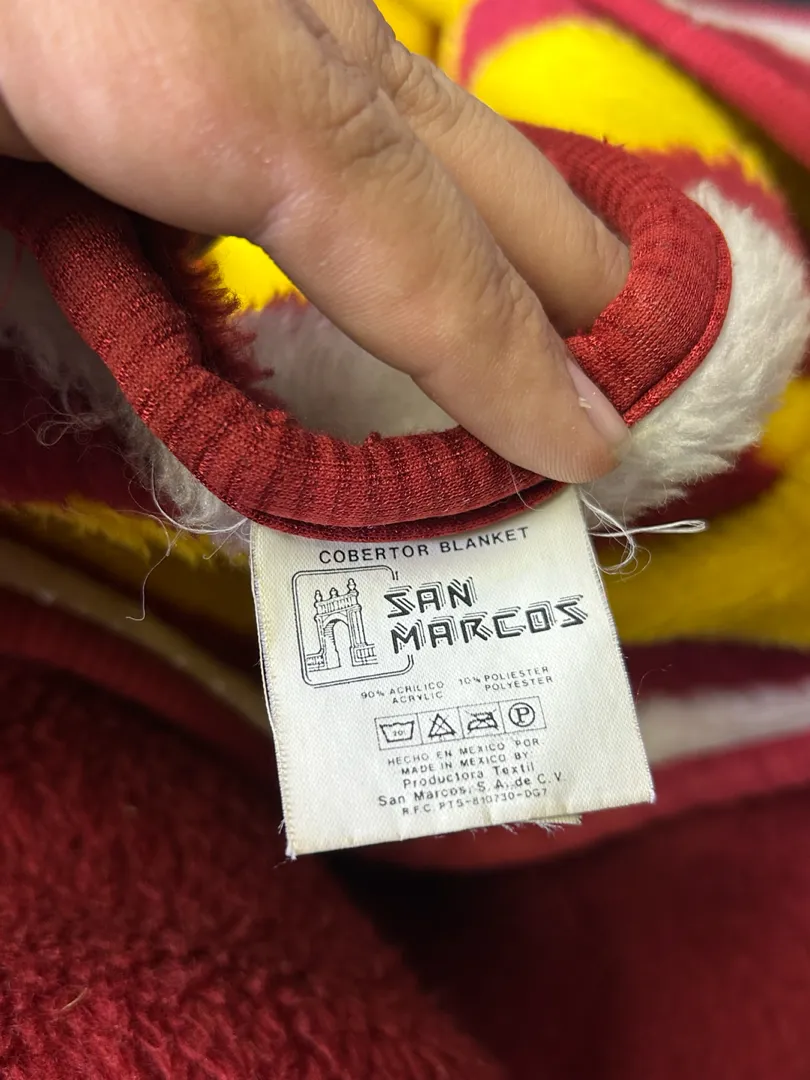 COBERTOR BLANKET
SAN
MARCOS
90% ACRILICO 10% POLIESTER
ACRYLIC POLYESTER
20° P
HECHO EN MEXICO POR
MADE IN MEXICO BY:
Productora Textil
San Marcos, S.A. de C.V.
R.F.C. PTS-810730-DG7